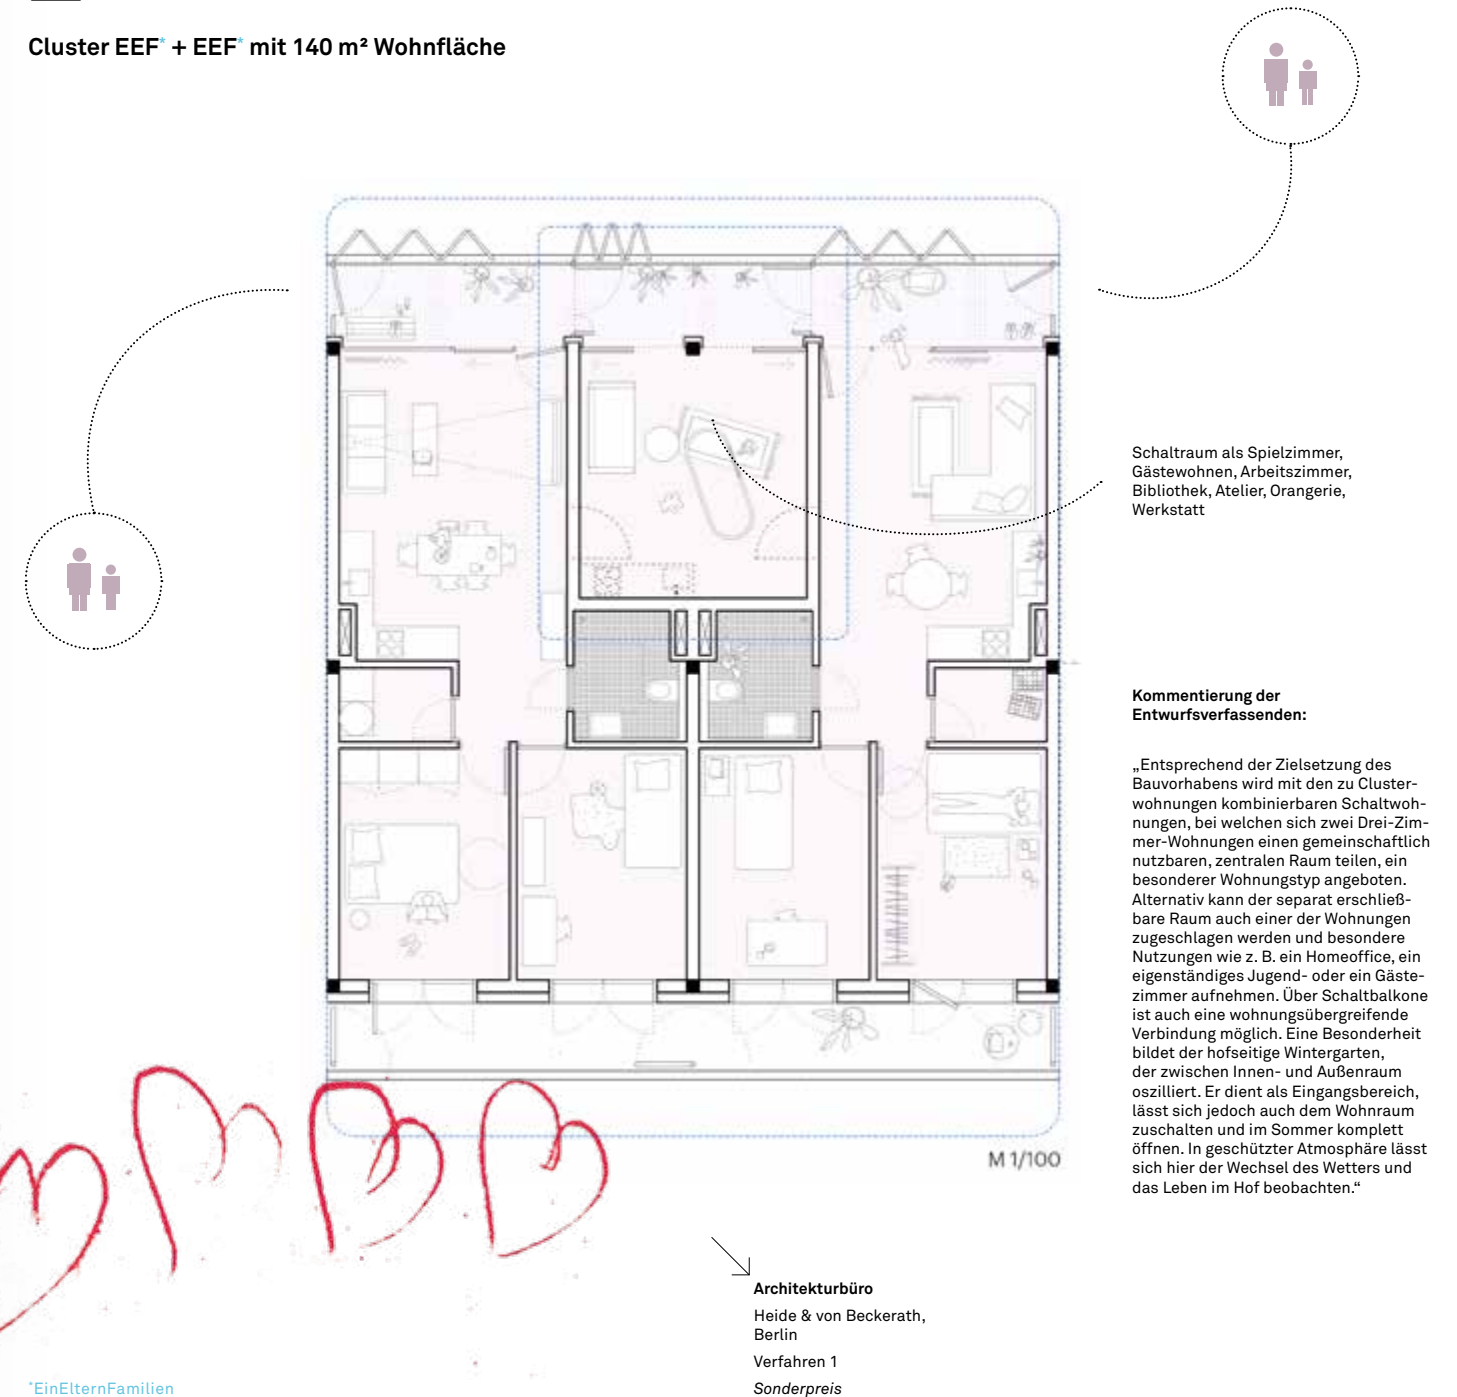 Cluster EEF* + EEF* mit 140 m² Wohnfläche
Schaltraum als Spielzimmer,
Gästewohnen, Arbeitszimmer,
Bibliothek, Atelier, Orangerie,
Werkstatt
Kommentierung der
Entwurfsverfassenden:
„Entsprechend der Zielsetzung des
Bauvorhabens wird mit den zu Cluster-
wohnungen kombinierbaren Schaltwoh-
nungen, bei welchen sich zwei Drei-Zim-
mer-Wohnungen einen gemeinschaftlich
nutzbaren, zentralen Raum teilen, ein
besonderer Wohnungstyp angeboten.
Alternativ kann der separat erschließ-
bare Raum auch einer der Wohnungen
zugeschlagen werden und besondere
Nutzungen wie z. B. ein Homeoffice, ein
eigenständiges Jugend- oder ein Gäste-
zimmer aufnehmen. Über Schaltbalkone
ist auch eine wohnungsübergreifende
Verbindung möglich. Eine Besonderheit
bildet der hofseitige Wintergarten,
der zwischen Innen- und Außenraum
oszilliert. Er dient als Eingangsbereich,
lässt sich jedoch auch dem Wohnraum
zuschalten und im Sommer komplett
öffnen. In geschützter Atmosphäre lässt
sich hier der Wechsel des Wetters und
das Leben im Hof beobachten.“
M 1/100
Architekturbüro
Heide & von Beckerath,
Berlin
Verfahren 1
Sonderpreis
*EinElternFamilien